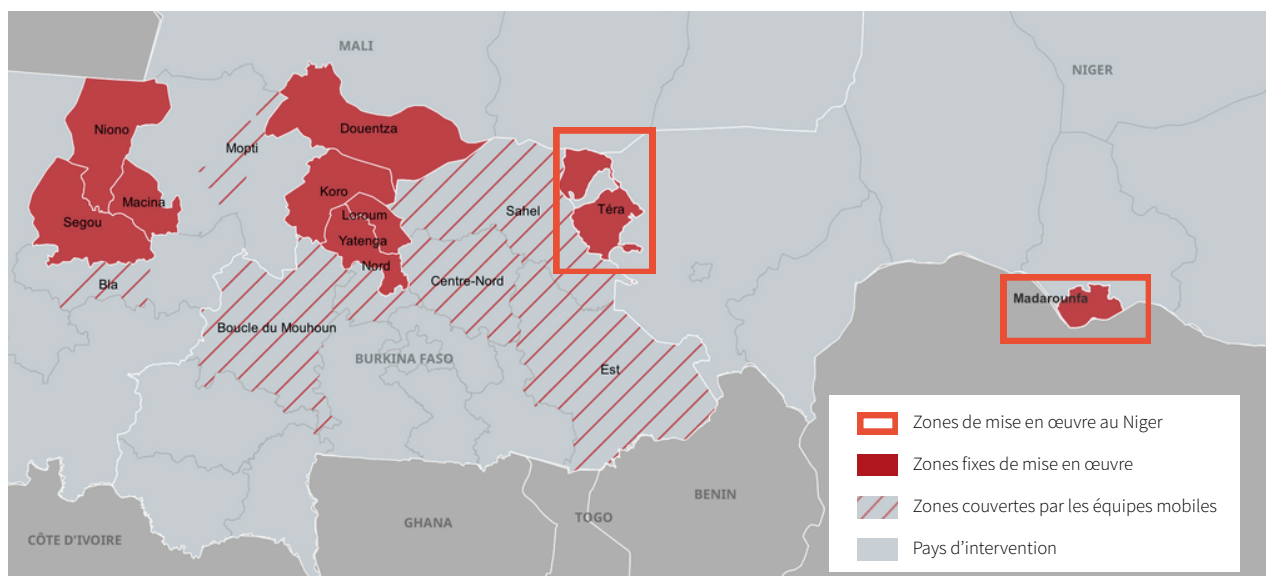 MALI
NIGER
Niono
Douentza
Mopti
Koro
Macina
Téra
Sahel
Loroum
Segou
Yatenga
Nord
Centre-Nord
Bla
Madarounfa
Boucle du Mouhoun
BURKINA FASO
Est
Zones de mise en œuvre au Niger
Zones fixes de mise en œuvre
BENIN
Zones couvertes par les équipes mobiles
TOGO
GHANA
CÔTE D'IVOIRE
Pays d’intervention